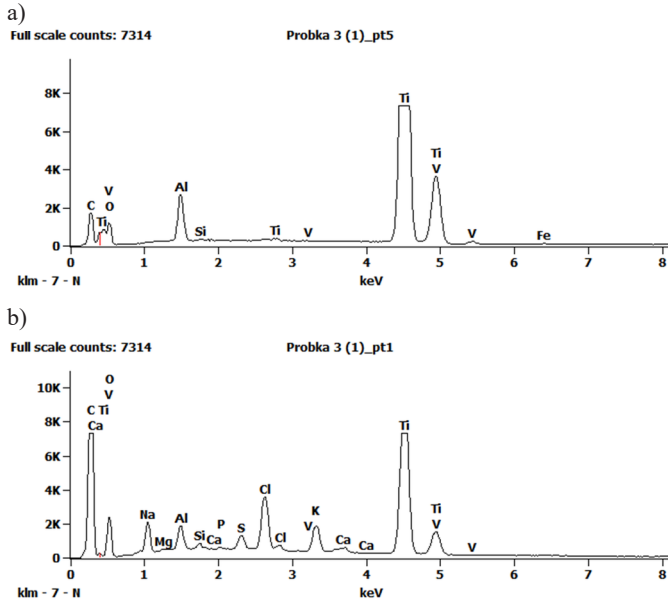 a)
Full scale counts: 7314 Probka 3 (1)_pt5
8K
6K
4K
2K
0
C
Ti
V
O
Al
Si
Ti
V
Ti
Ti
V
V
Fe
0 1 2 3 4 5 6 7 8
klm - 7 - N keV
b)
Full scale counts: 7314 Probka 3 (1)_pt1
10K
8K
6K
4K
2K
0
O
V
C Ti
Ca
Na
Mg
Al
Si
Ca
P
S
Cl
Cl
V
K
Ca
Ca
Ti
Ti
V
V
0 1 2 3 4 5 6 7 8
klm - 7 - N keV